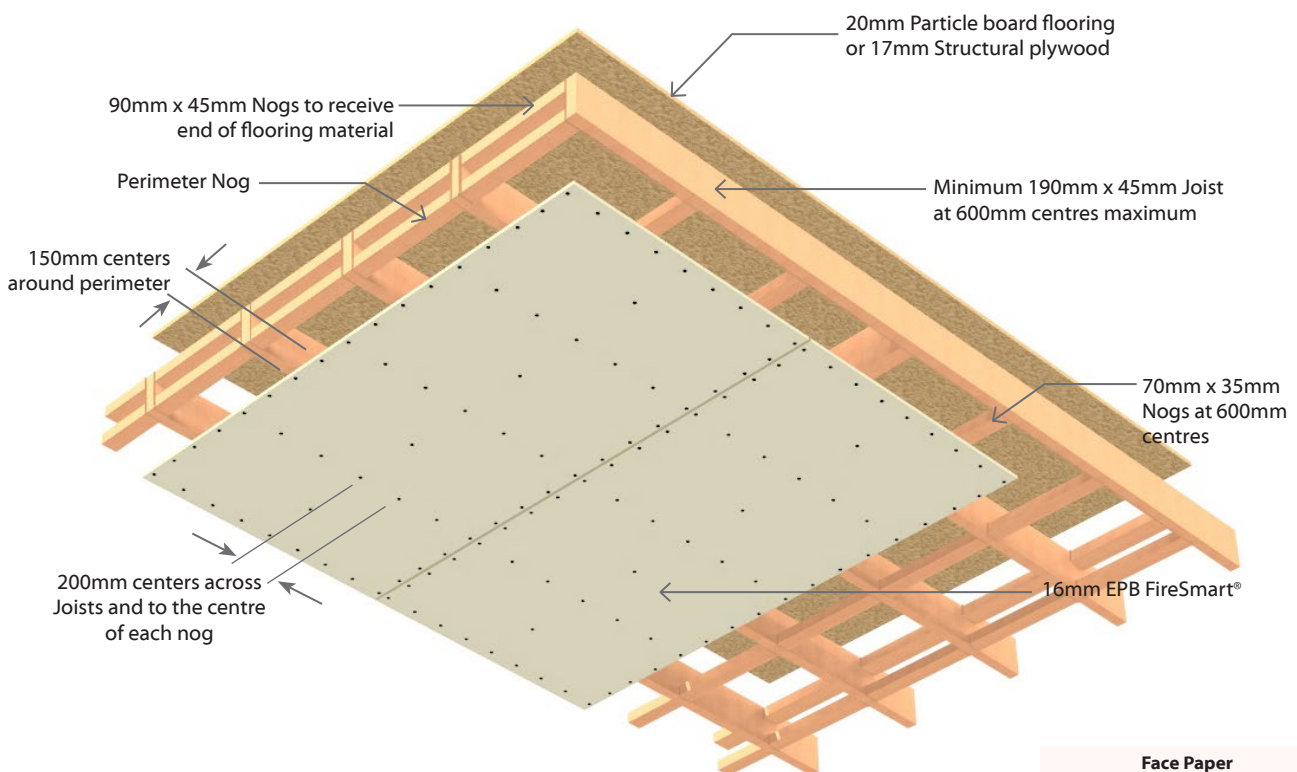 20mm Particle board flooring
or 17mm Structural plywood
90mm x 45mm Nogs to receive
end of flooring material
Perimeter Nog
Minimum 190mm x 45mm Joist
at 600mm centres maximum
150mm centers
around perimeter
70mm x 35mm
Nogs at 600mm
centres
200mm centers across
Joists and to the centre
of each nog
16mm EPB FireSmart®
Face Paper